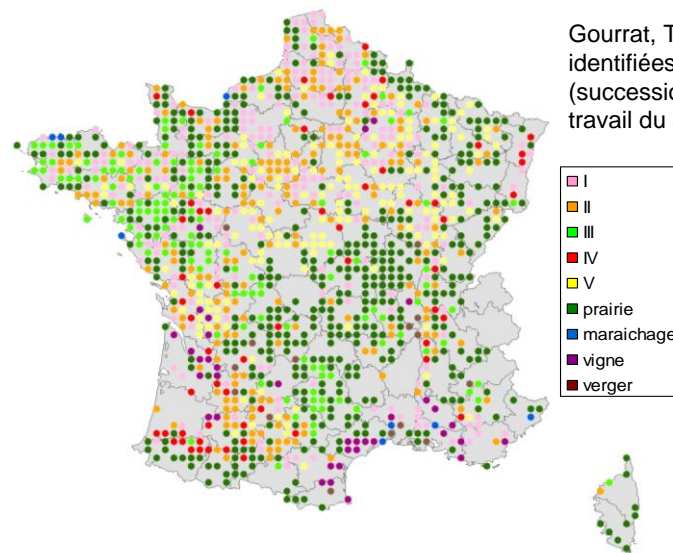 Gourrat, T
identifiées
(successio
travail du
I
II
III
IV
V
prairie
maraichage
vigne
verger